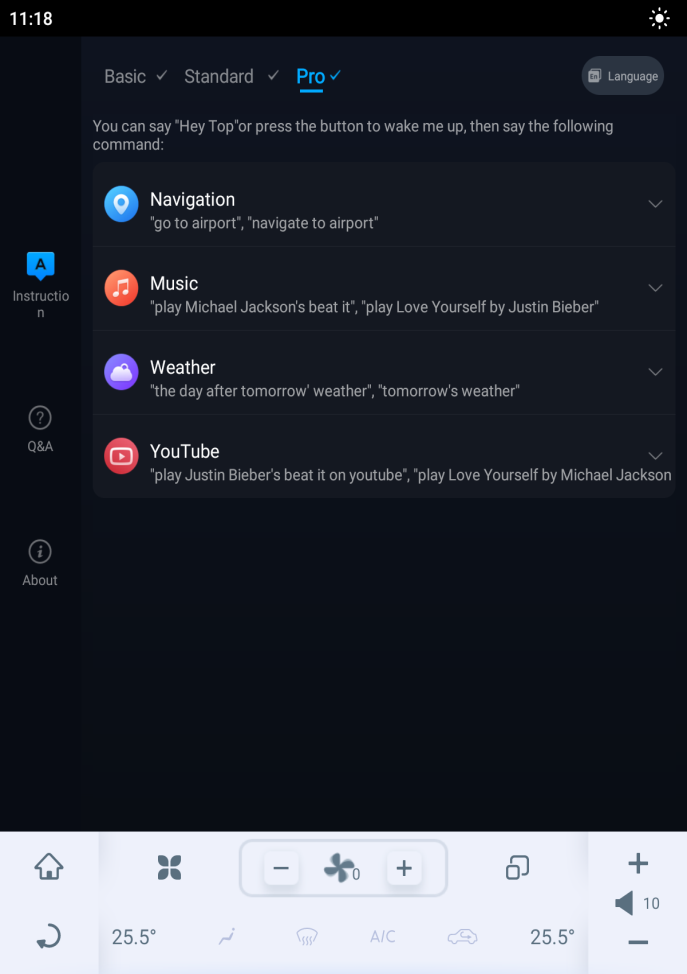 11:18
Basic
Standard
Pro
Language
You can say "Hey Top"or press the button to wake me up, then say the following
command:
Navigation
"go to airport", "navigate to airport"
Music
"play Michael Jackson's beat it", "play Love Yourself by Justin Bieber"
Weather
"the day after tomorrow' weather", "tomorrow's weather"
YouTube
"play Justin Bieber's beat it on youtube", "play Love Yourself by Michael Jackson
A
Instructio
n
?
Q&A
i
About
0
10
25.5°
A/C
25.5°